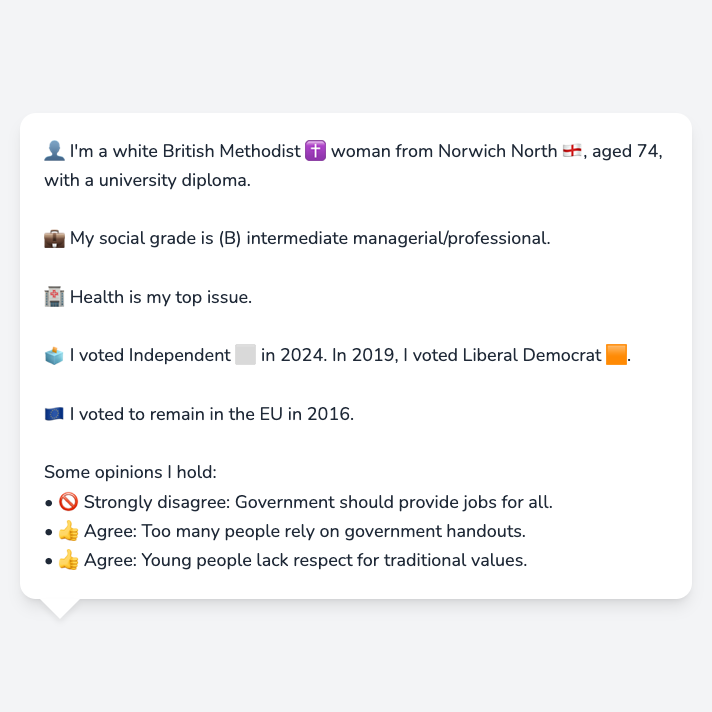 👤 I'm a white British Methodist ✝️ woman from Norwich North 🏴󠁧󠁢󠁥󠁮󠁧󠁿, aged 74,
with a university diploma.
💼 My social grade is (B) intermediate managerial/professional.
🏥 Health is my top issue.
🗳️ I voted Independent ⬜ in 2024. In 2019, I voted Liberal Democrat 🟧.
🇪🇺 I voted to remain in the EU in 2016.
Some opinions I hold:
• 🚫 Strongly disagree: Government should provide jobs for all.
• 👍 Agree: Too many people rely on government handouts.
• 👍 Agree: Young people lack respect for traditional values.